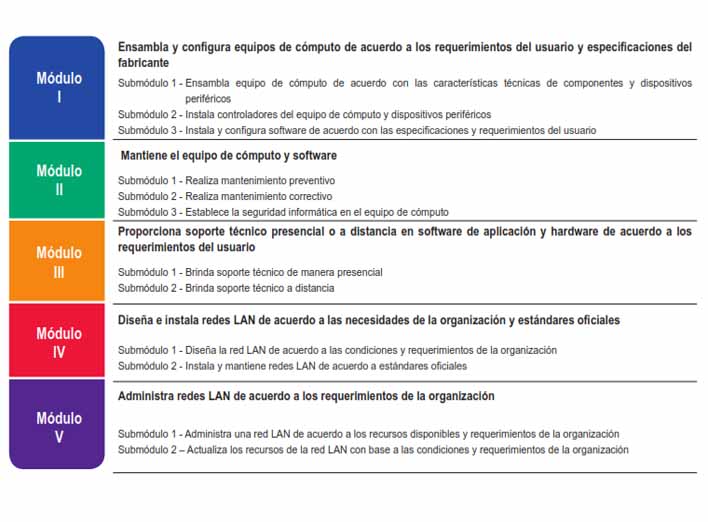 Módulo
I
Ensambla y configura equipos de cómputo de acuerdo a los requerimientos del usuario y especificaciones del
fabricante
Submódulo 1 - Ensambla equipo de cómputo de acuerdo con las características técnicas de componentes y dispositivos
periféricos
Submódulo 2 - Instala controladores del equipo de cómputo y dispositivos periféricos
Submódulo 3 - Instala y configura software de acuerdo con las especificaciones y requerimientos del usuario
Módulo
II
Mantiene el equipo de cómputo y software
Submódulo 1 - Realiza mantenimiento preventivo
Submódulo 2 - Realiza mantenimiento correctivo
Submódulo 3 - Establece la seguridad informática en el equipo de cómputo
Módulo
III
Proporciona soporte técnico presencial o a distancia en software de aplicación y hardware de acuerdo a los
requerimientos del usuario
Submódulo 1 - Brinda soporte técnico de manera presencial
Submódulo 2 - Brinda soporte técnico a distancia
Módulo
IV
Diseña e instala redes LAN de acuerdo a las necesidades de la organización y estándares oficiales
Submódulo 1 - Diseña la red LAN de acuerdo a las condiciones y requerimientos de la organización
Submódulo 2 - Instala y mantiene redes LAN de acuerdo a estándares oficiales
Módulo
V
Administra redes LAN de acuerdo a los requerimientos de la organización
Submódulo 1 - Administra una red LAN de acuerdo a los recursos disponibles y requerimientos de la organización
Submódulo 2 – Actualiza los recursos de la red LAN con base a las condiciones y requerimientos de la organización